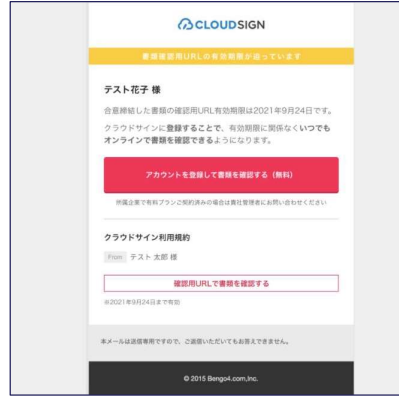 CLOUDSIGN
書類確認用URLの有効期限が迫っています
テスト花子 様
合意締結した書類の確認用URL有効期限は2021年9月24日です。
クラウドサインに登録することで、有効期限に関係なくいつでも
オンラインで書類を確認できるようになります。
アカウントを登録して書類を確認する（無料）
所属企業で有料プランご契約済みの場合は貴社管理者にお問い合わせください
クラウドサイン利用規約
From テスト 太郎 様
確認用URLで書類を確認する
※2021年9月24日まで有効
本メールは送信専用ですので、ご返信いただいてもお答えできません。
© 2015 Bengo4.com,Inc.